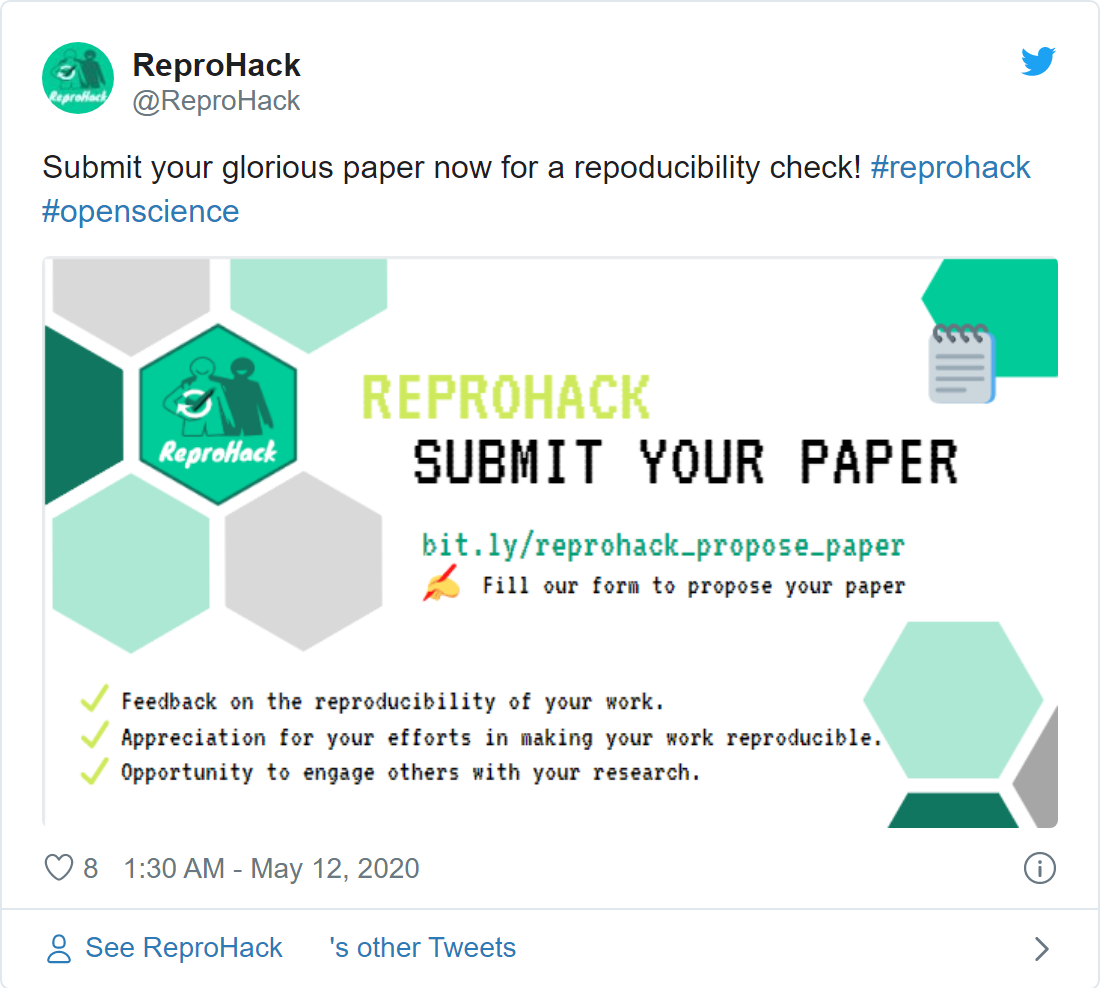 ReproHack
@ReproHack
ReproHack
Submit your glorious paper now for a repoducibility check! #reprohack
#openscience
REPROHACK
SUBMIT YOUR PAPER
ReproHack
bit.ly/reprohack_propose_paper
Fill our form to propose your paper
Feedback on the reproducibility of your work.
Appreciation for your efforts in making your work reproducible.
Opportunity to engage others with your research.
8 1:30 AM - May 12, 2020
See ReproHack 's other Tweets